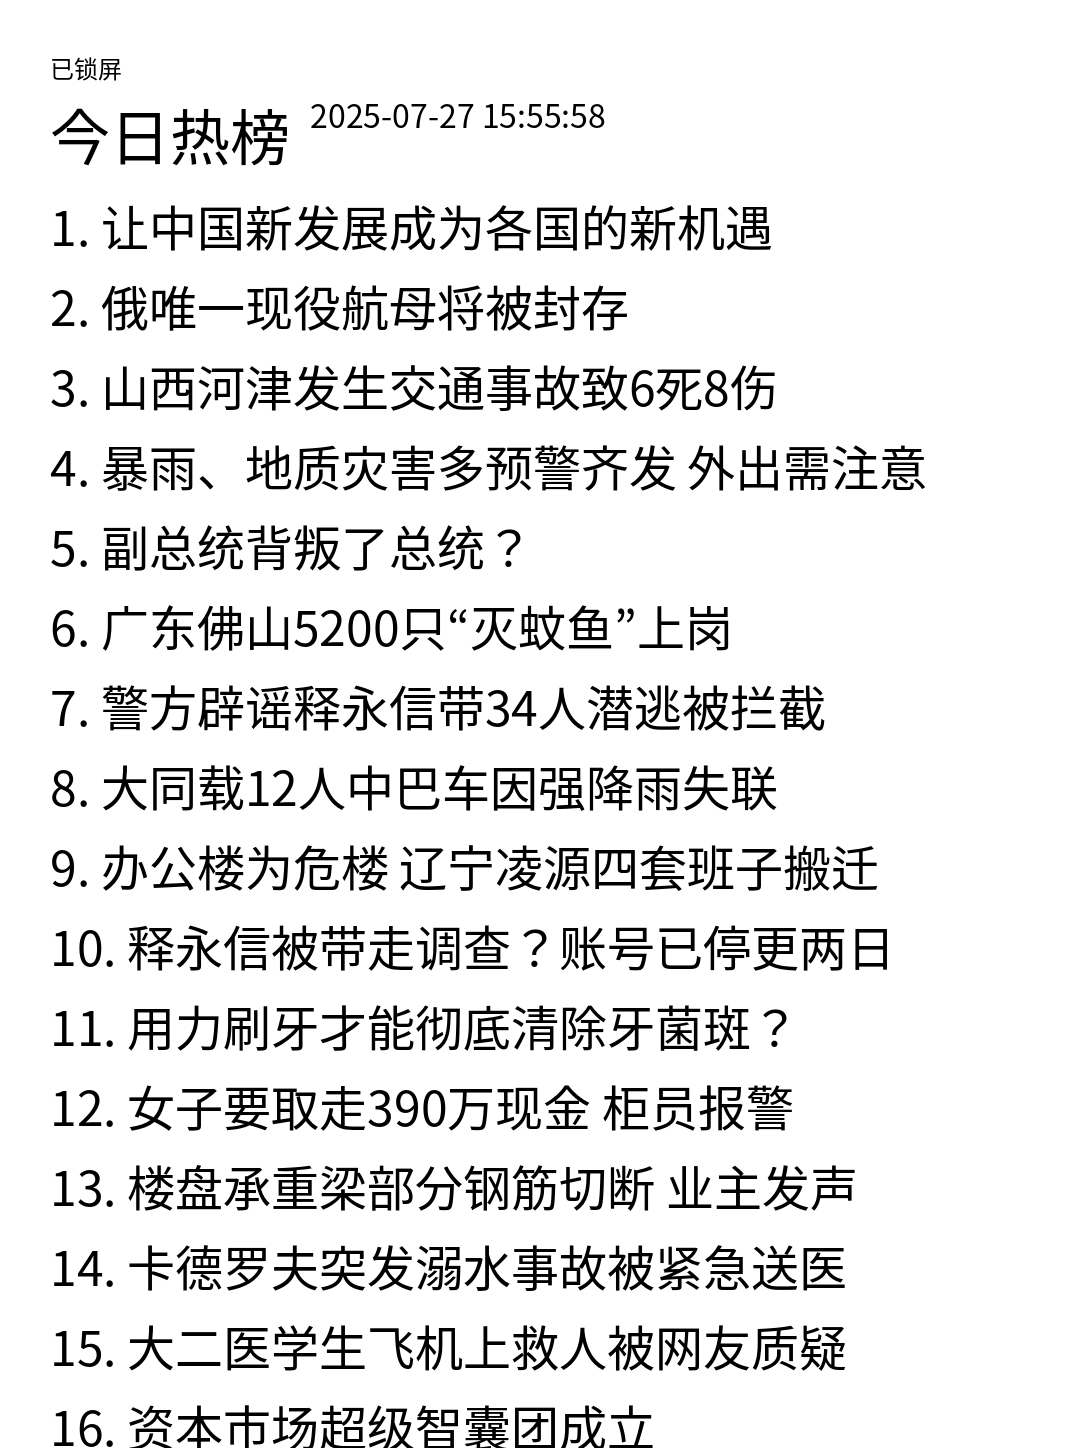 已锁屏
今日热榜 2025-07-27 15:55:58
1. 让中国新发展成为各国的新机遇
2. 俄唯一现役航母将被封存
3. 山西河津发生交通事故致6死8伤
4. 暴雨、地质灾害多预警齐发 外出需注意
5. 副总统背叛了总统？
6. 广东佛山5200只“灭蚊鱼”上岗
7. 警方辟谣释永信带34人潜逃被拦截
8. 大同载12人中巴车因强降雨失联
9. 办公楼为危楼 辽宁凌源四套班子搬迁
10. 释永信被带走调查？账号已停更两日
11. 用力刷牙才能彻底清除牙菌斑？
12. 女子要取走390万现金 柜员报警
13. 楼盘承重梁部分钢筋切断 业主发声
14. 卡德罗夫突发溺水事故被紧急送医
15. 大二医学生飞机上救人被网友质疑
16. 资本市场超级智囊团成立